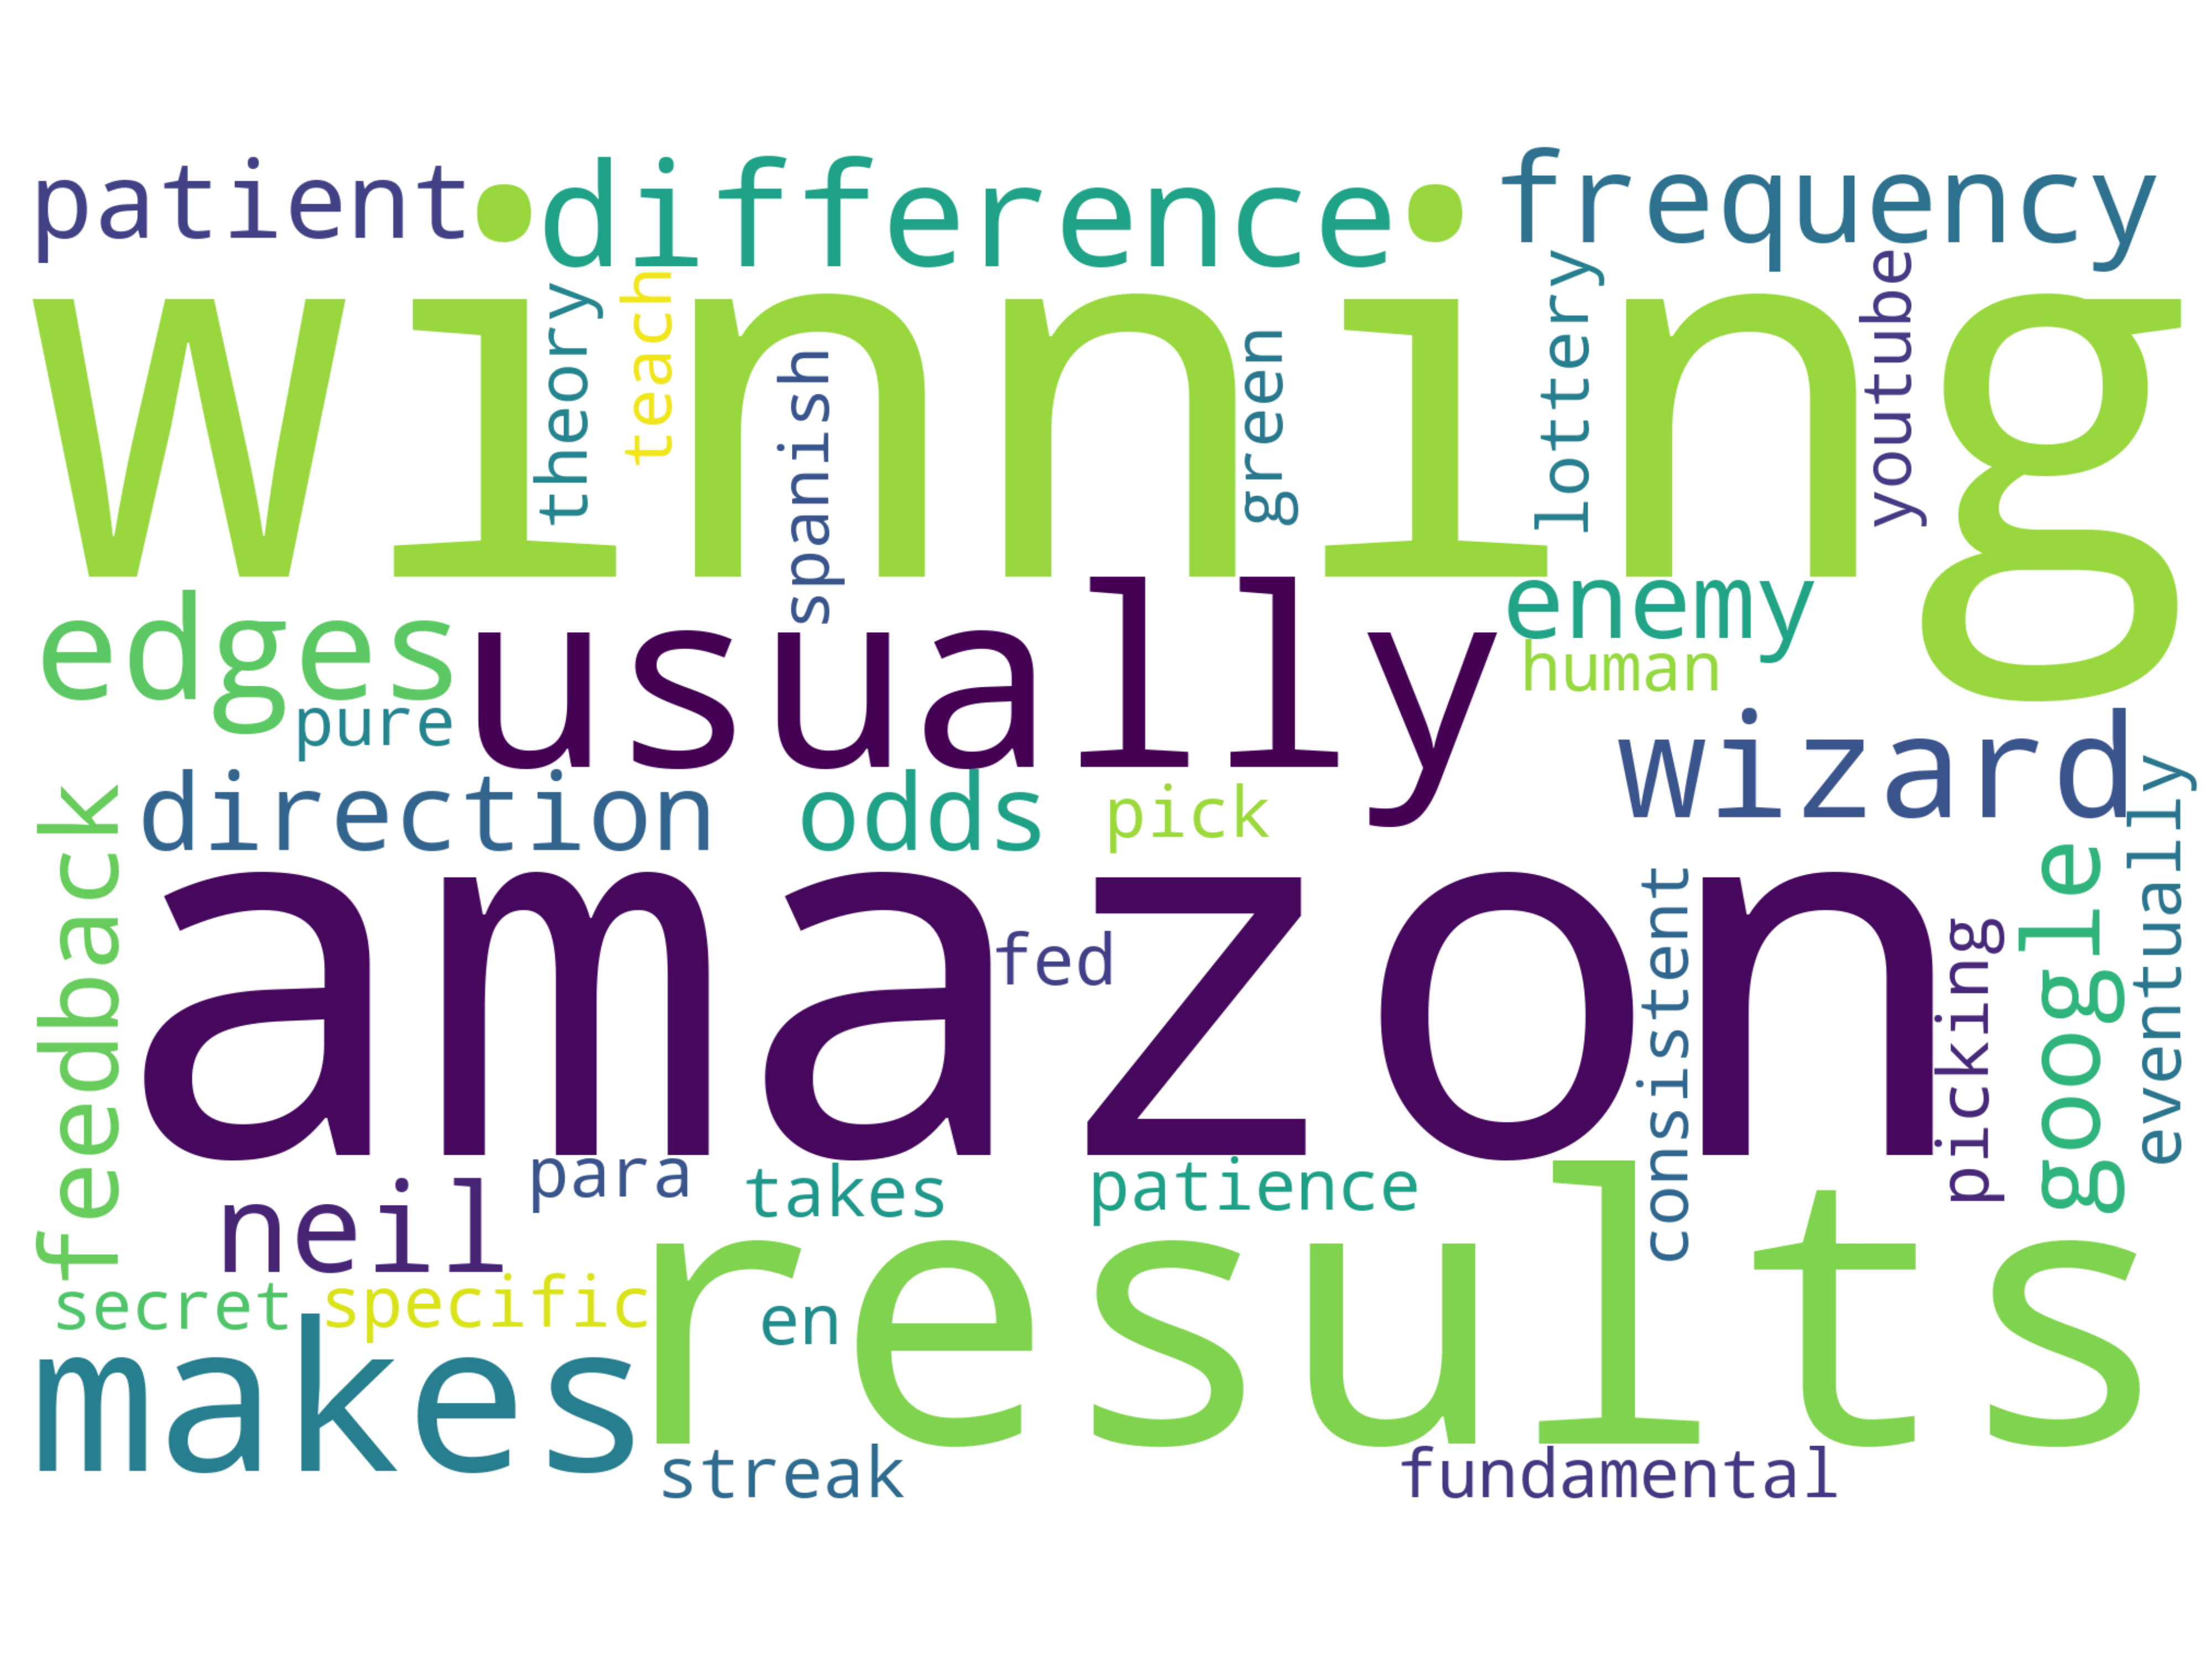 patient difference frequency
winning
theory
teach
spanish
green
lottery
youtube
edges usually enemy
human
pure
wizard
direction odds pick
feedback
amazon
fed
consistent
picking
google
eventually
neil para takes patience
results
secret specific
en
makes
streak fundamental